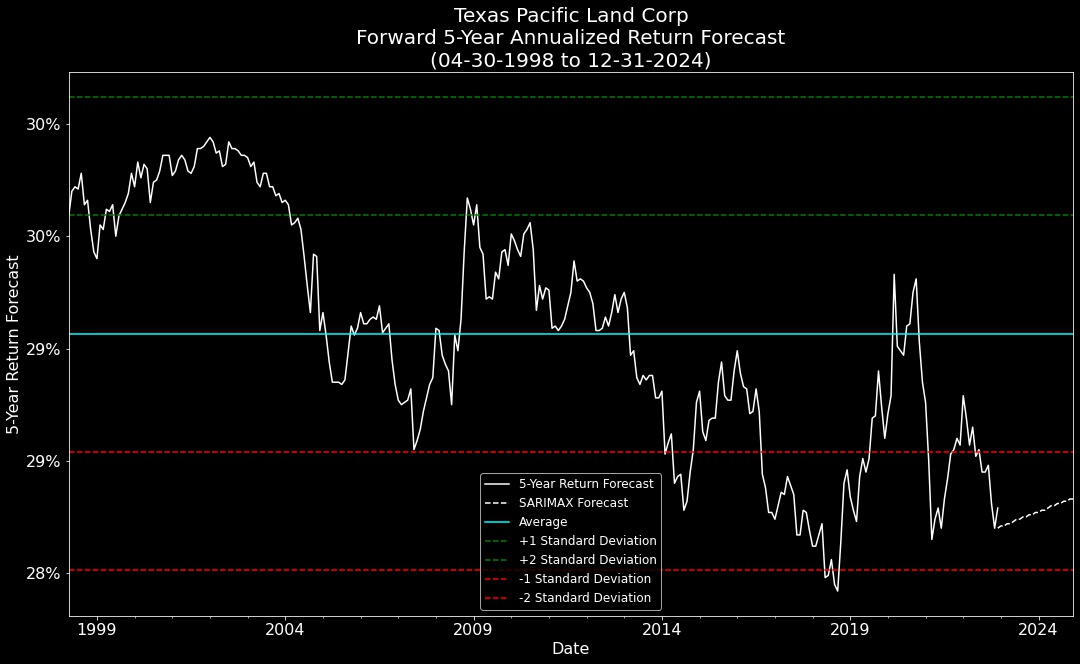 Texas Pacific Land Corp
Forward 5-Year Annualized Return Forecast
(04-30-1998 to 12-31-2024)
5-Year Return Forecast
30%
30%
29%
29%
28%
5-Year Return Forecast
SARIMAX Forecast
Average
+1 Standard Deviation
+2 Standard Deviation
-1 Standard Deviation
-2 Standard Deviation
1999 2004 2009 2014 2019 2024
Date